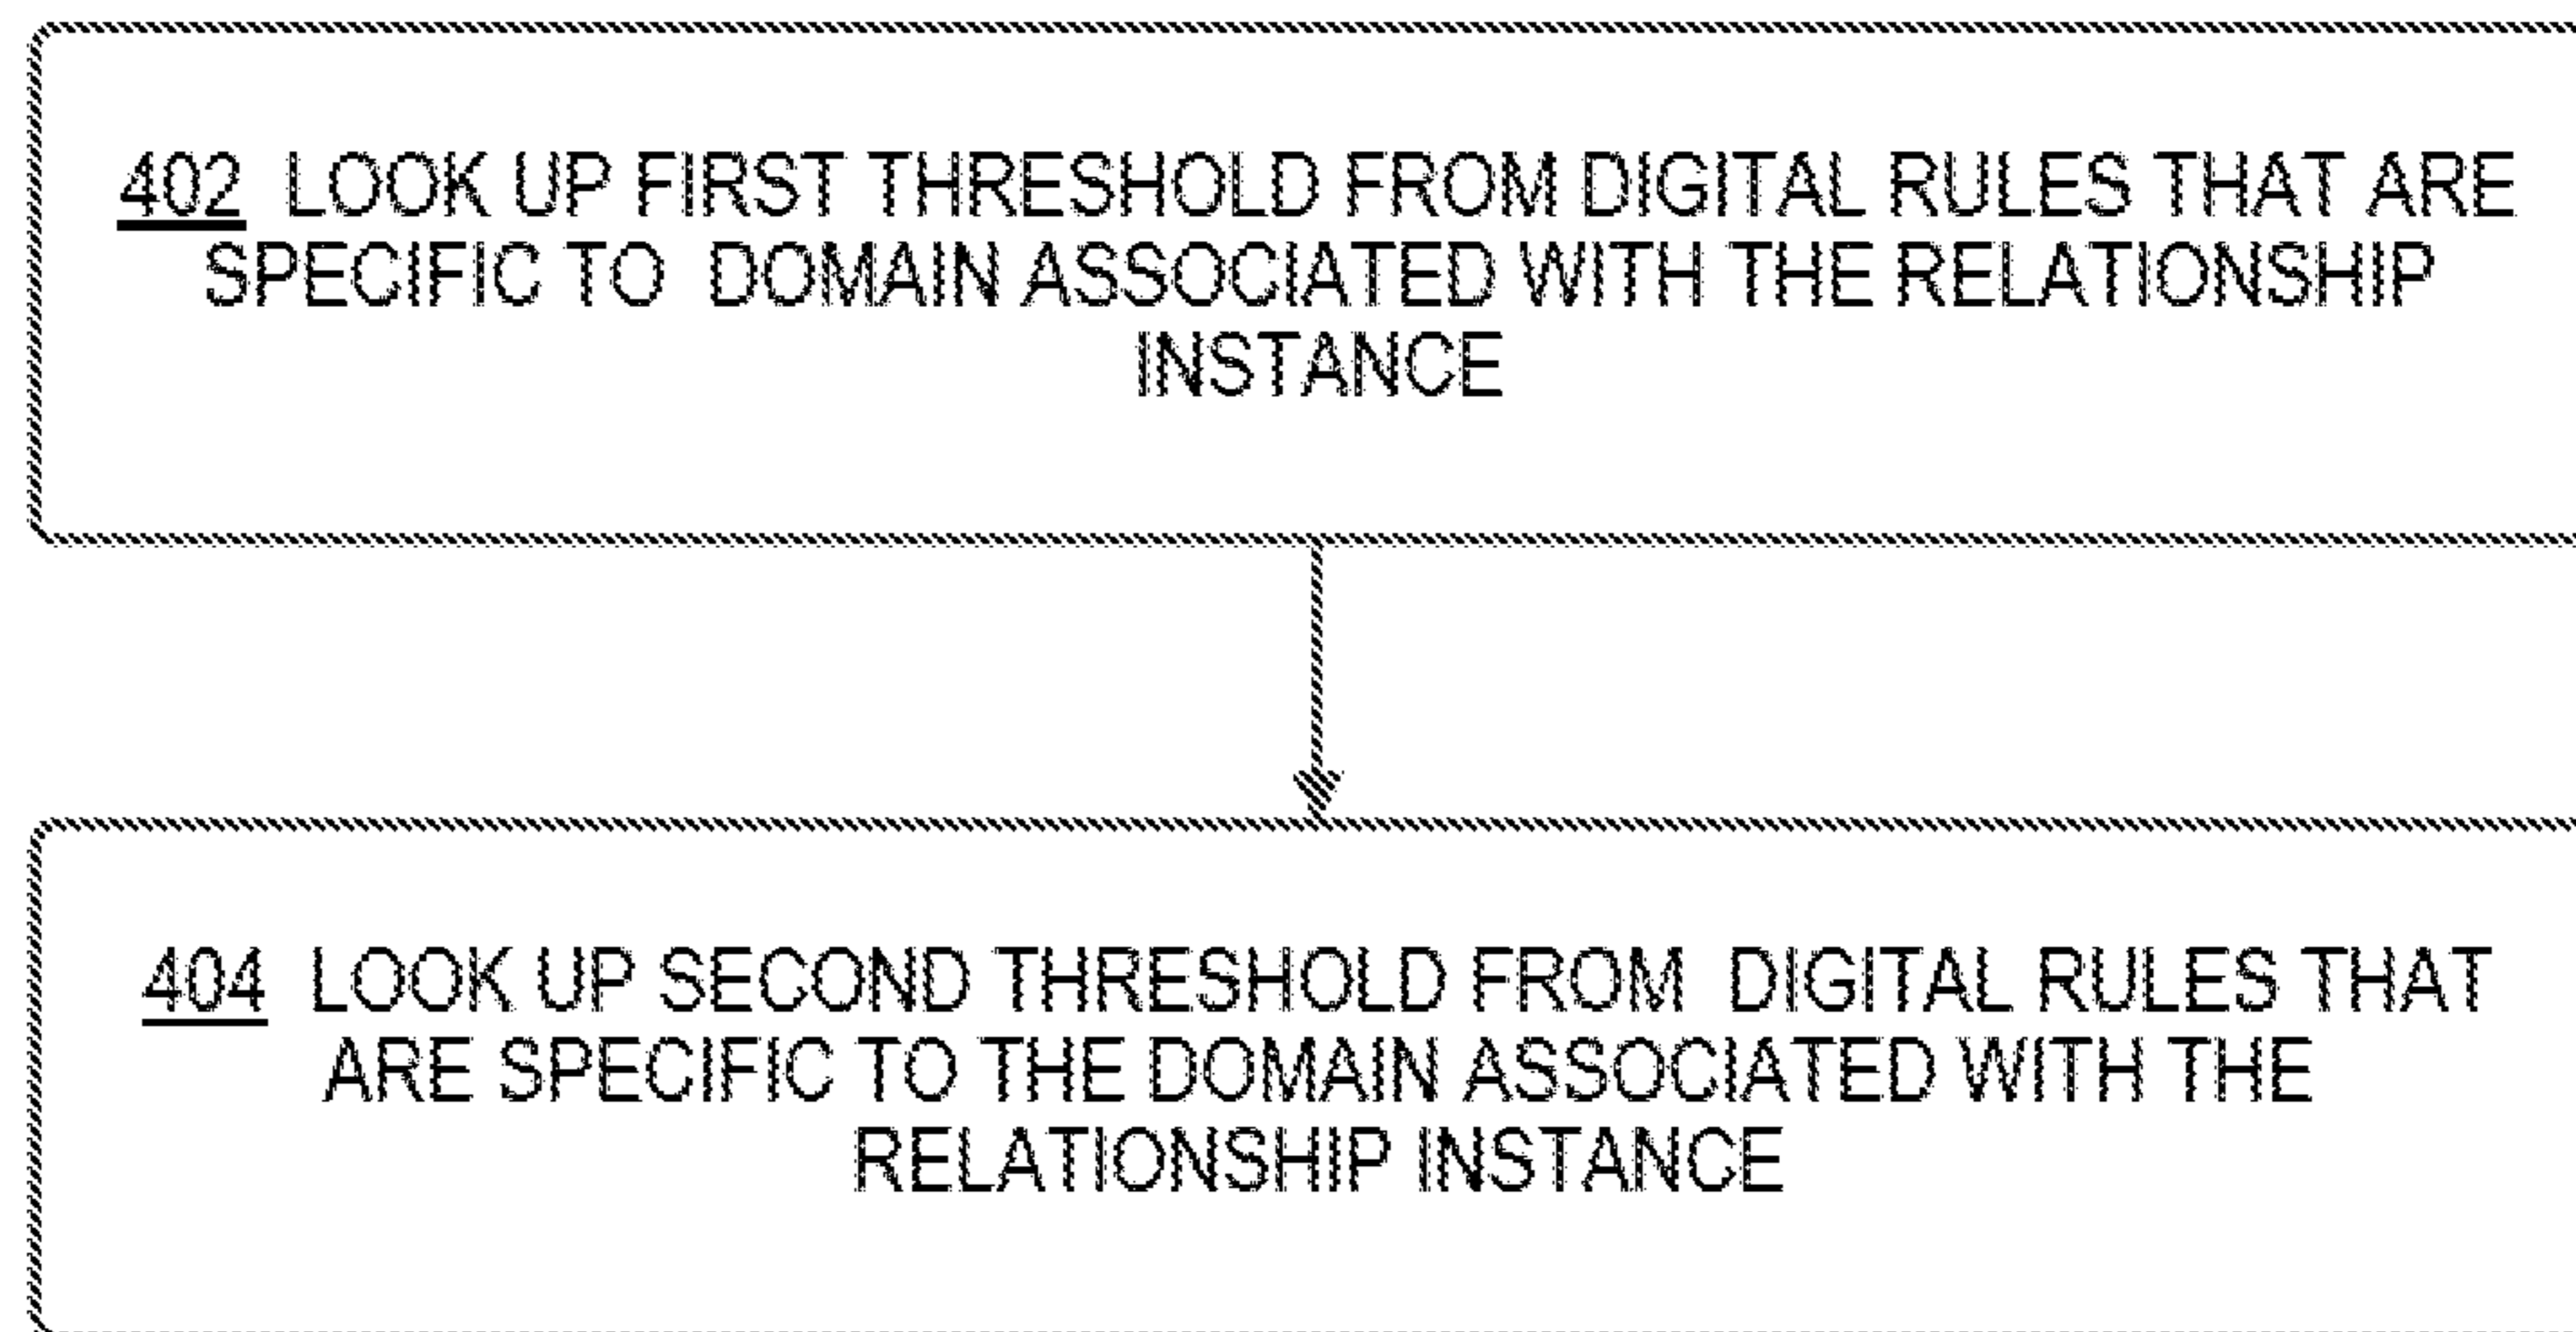 402 LOOK UP FIRST THRESHOLD FROM DIGITAL RULES THAT ARE
SPECIFIC TO DOMAIN ASSOCIATED WITH THE RELATIONSHIP
INSTANCE
404 LOOK UP SECOND THRESHOLD FROM DIGITAL RULES THAT
ARE SPECIFIC TO THE DOMAIN ASSOCIATED WITH THE
RELATIONSHIP INSTANCE